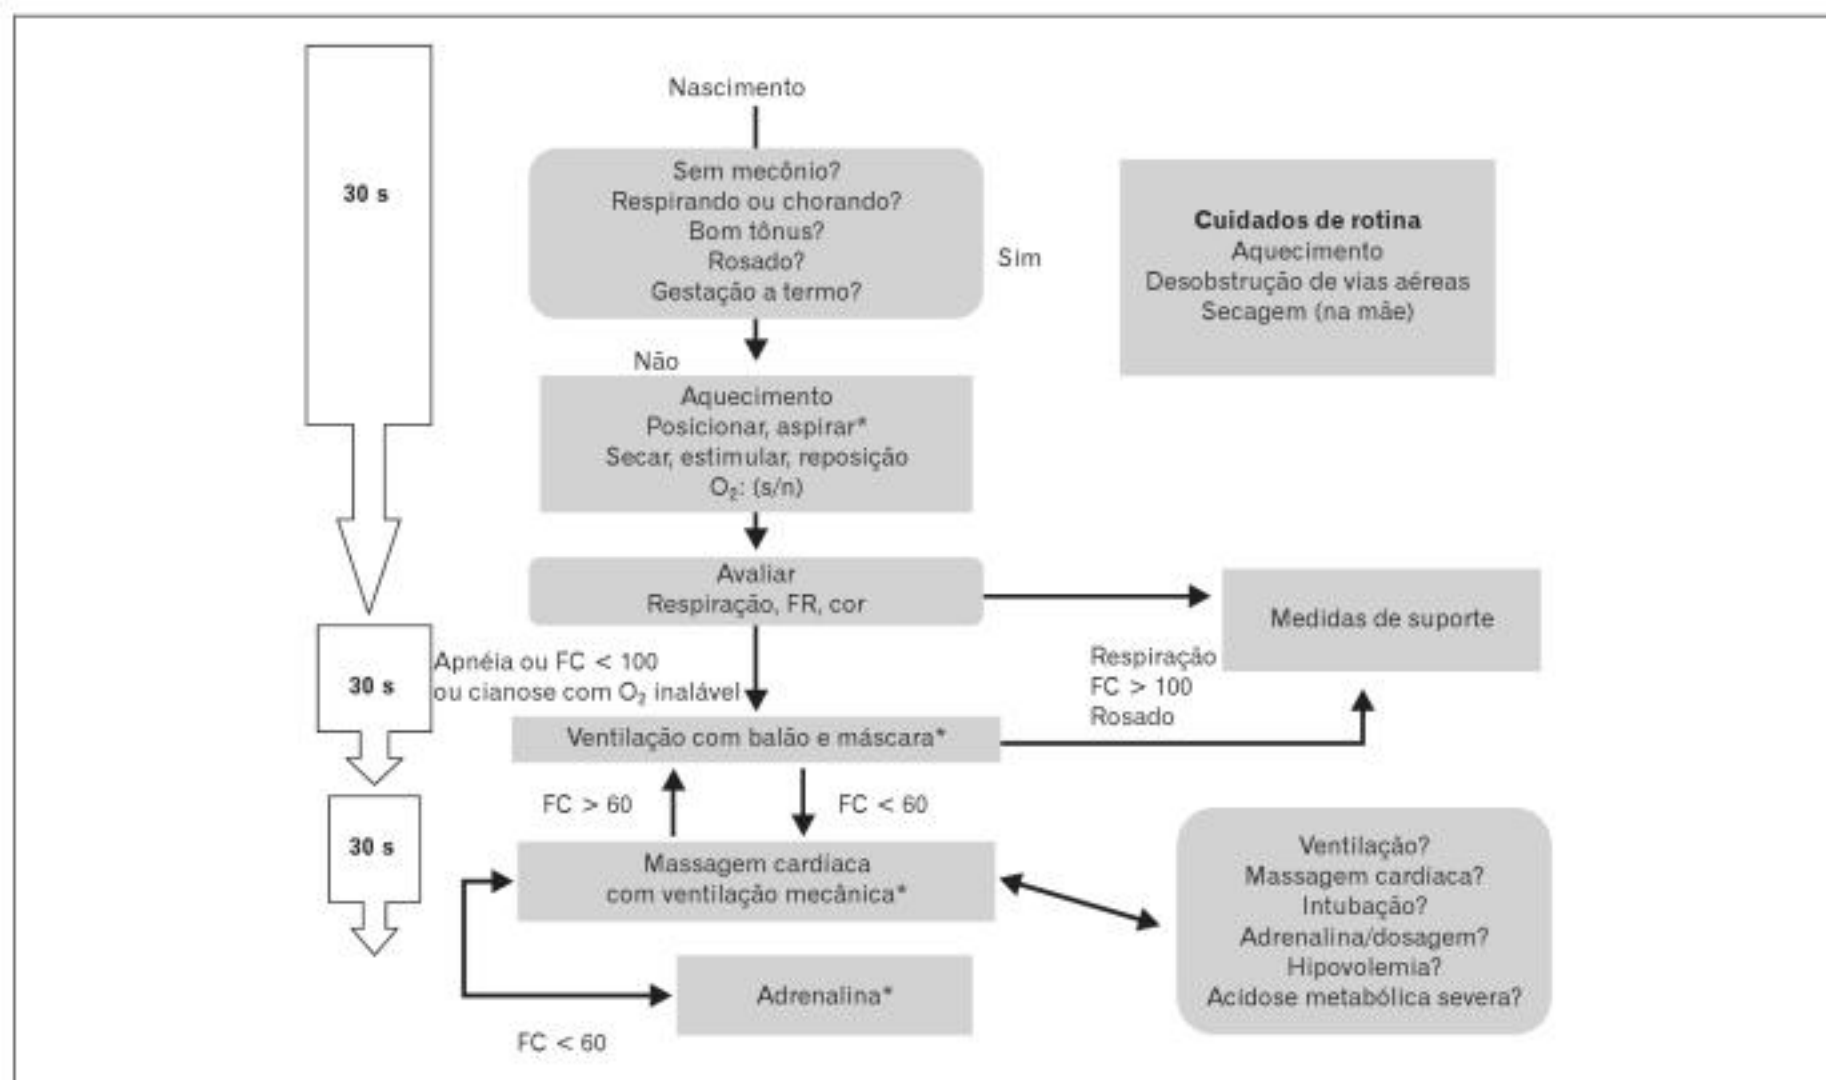 Nascimento
30 s
Sem mecônio?
Respirando ou chorando?
Bom tônus?
Rosado?
Gestação a termo?
Sim
Cuidados de rotina
Aquecimento
Desobstrução de vias aéreas
Secagem (na mãe)
Não
Aquecimento
Posicionar, aspirar*
Secar, estimular, reposição
O₂: (s/n)
Avaliar
Respiração, FR, cor
Medidas de suporte
30 s
Apnéia ou FC < 100
ou cianose com O₂ inalável
Respiração
FC > 100
Rosado
Ventilação com balão e máscara*
FC > 60
FC < 60
30 s
Massagem cardíaca
com ventilação mecânica*
Ventilação?
Massagem cardíaca?
Intubação?
Adrenalina/dosagem?
Hipovolemia?
Acidose metabólica severa?
Adrenalina*
FC < 60